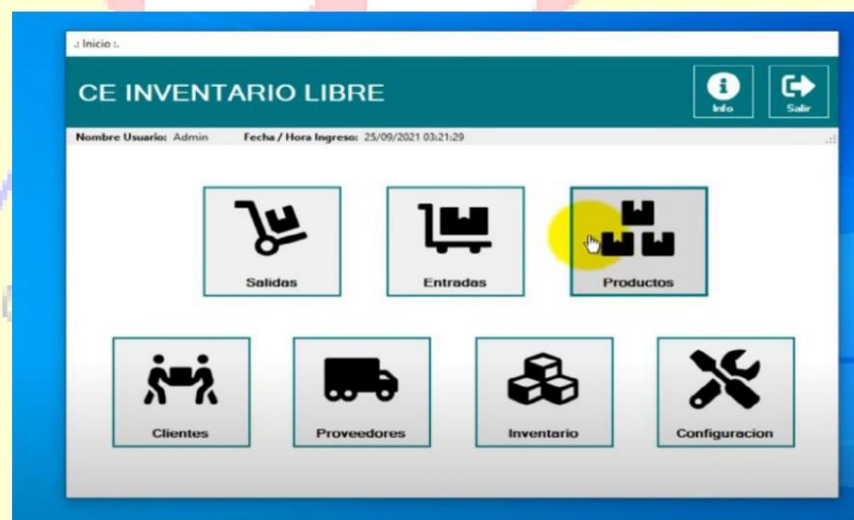 .: Inicio :.
CE INVENTARIO LIBRE
Info
Salir
Nombre Usuario: Admin Fecha / Hora Ingreso: 25/09/2021 03:21:29
Salidas
Entradas
Productos
Clientes
Proveedores
Inventario
Configuracion